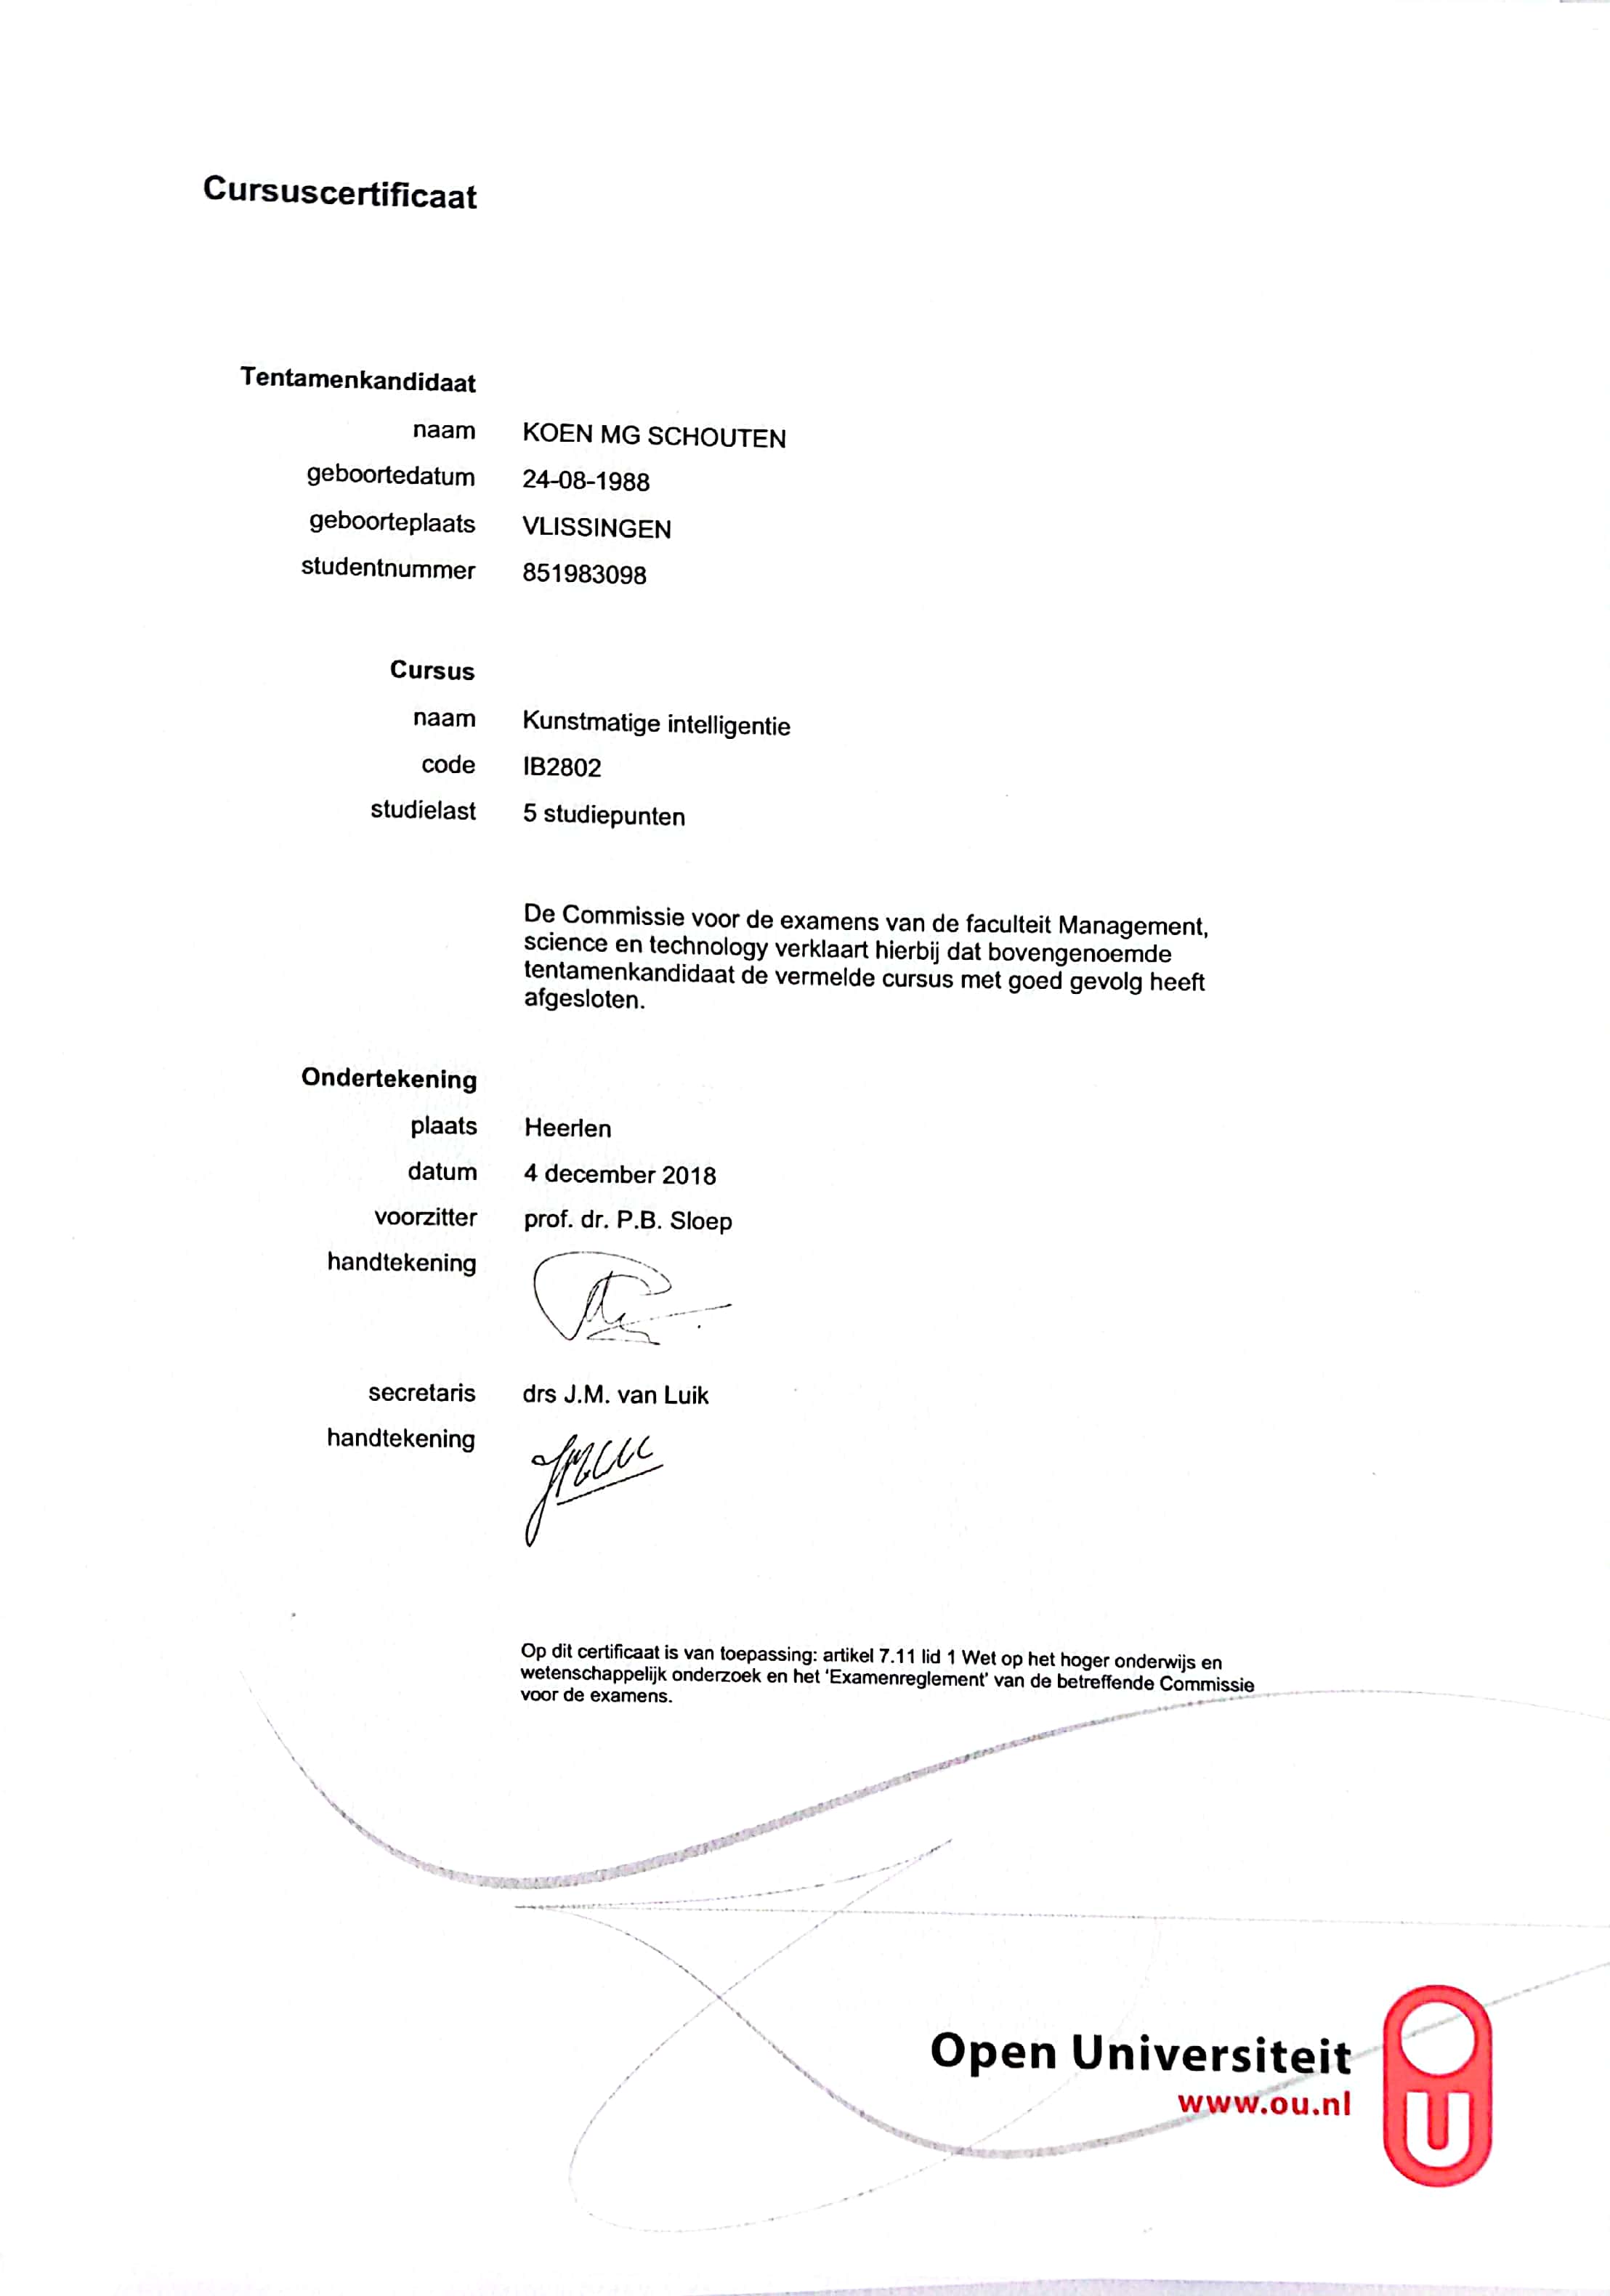 Cursuscertificaat
Tentamenkandidaat
naam KOEN MG SCHOUTEN
geboortedatum 24-08-1988
geboorteplaats VLISSINGEN
studentnummer 851983098
Cursus
naam Kunstmatige intelligentie
code IB2802
studielast 5 studiepunten
De Commissie voor de examens van de faculteit Management,
science en technology verklaart hierbij dat bovengenoemde
tentamenkandidaat de vermelde cursus met goed gevolg heeft
afgesloten.
Ondertekening
plaats Heerlen
datum 4 december 2018
voorzitter prof. dr. P.B. Sloep
handtekening
secretaris drs J.M. van Luik
handtekening
Op dit certificaat is van toepassing: artikel 7.11 lid 1 Wet op het hoger onderwijs en
wetenschappelijk onderzoek en het 'Examenreglement' van de betreffende Commissie
voor de examens.
Open Universiteit
www.ou.nl